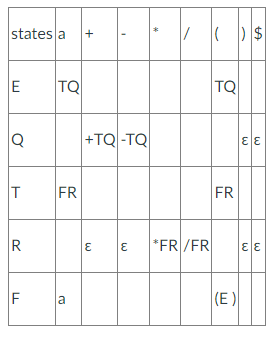 states a + - * / ( ) $
E TQ TQ
Q +TQ -TQ ε ε
T FR FR
R ε ε *FR /FR ε ε
F a (E )